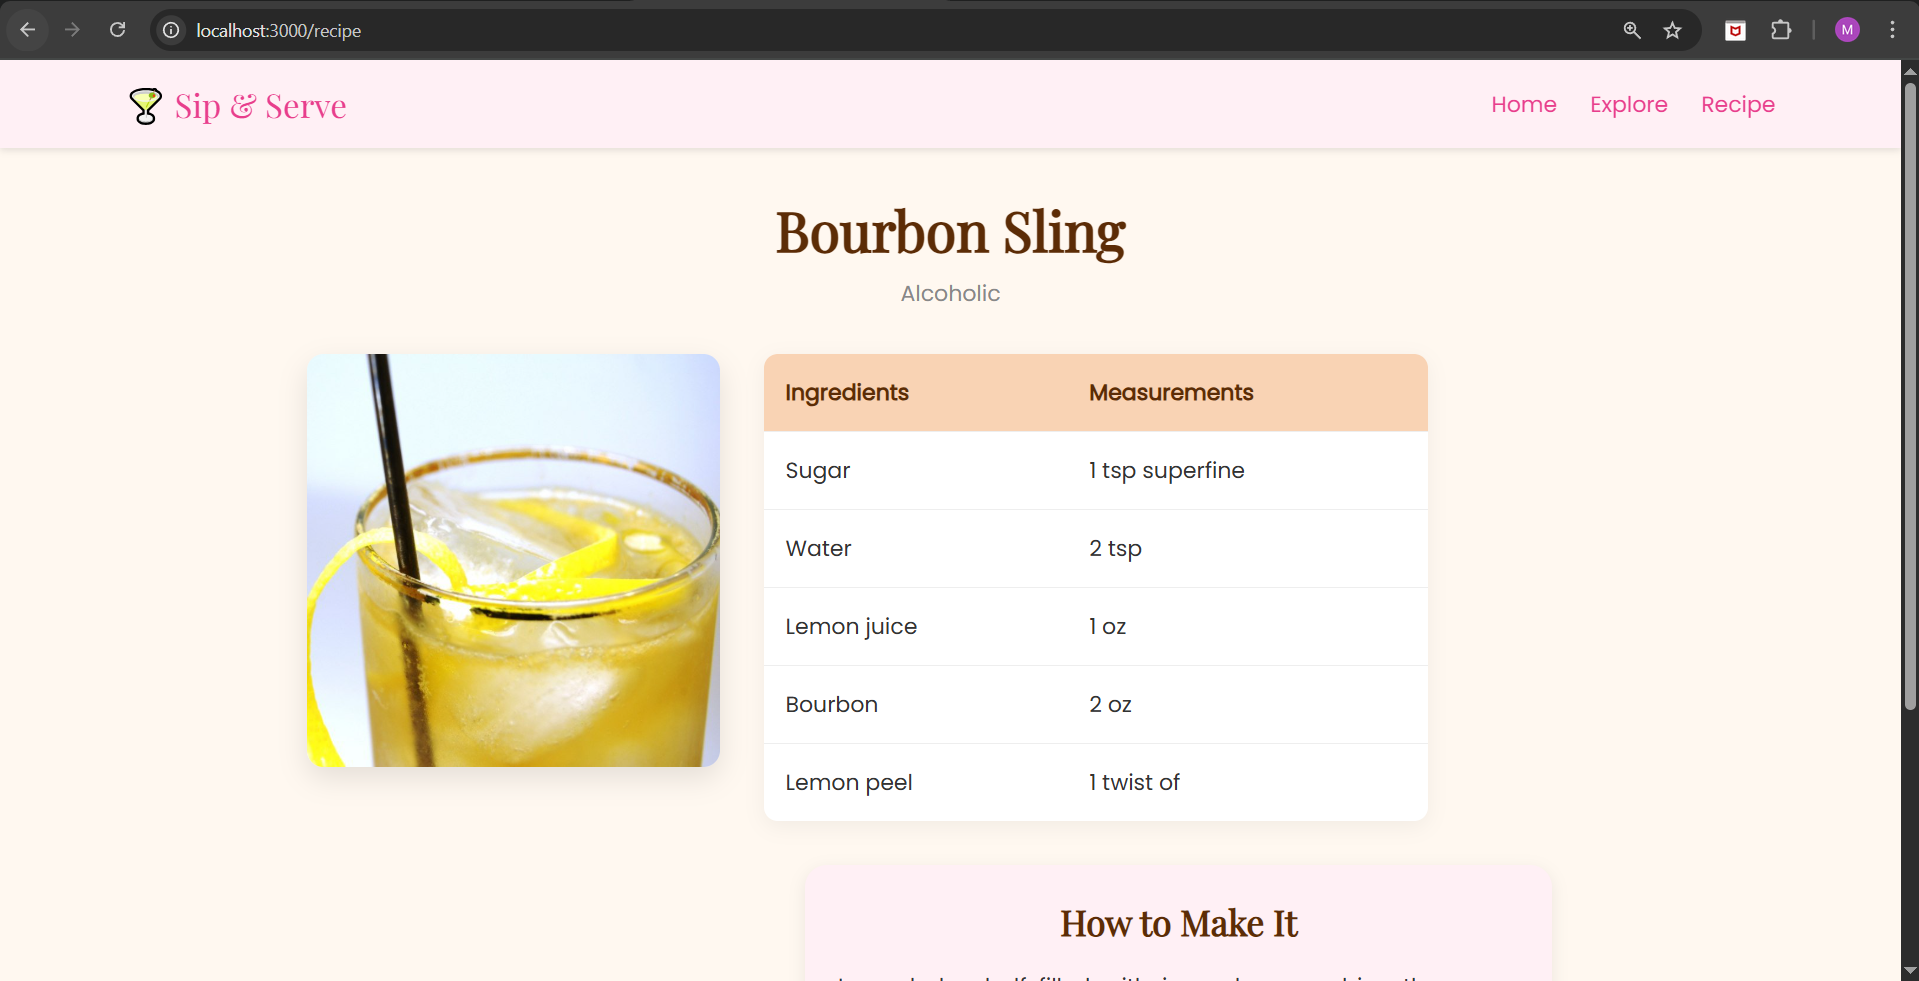 localhost:3000/recipe
M
Sip & Serve
Home Explore Recipe
Bourbon Sling
Alcoholic
Ingredients Measurements
Sugar 1 tsp superfine
Water 2 tsp
Lemon juice 1 oz
Bourbon 2 oz
Lemon peel 1 twist of
How to Make It